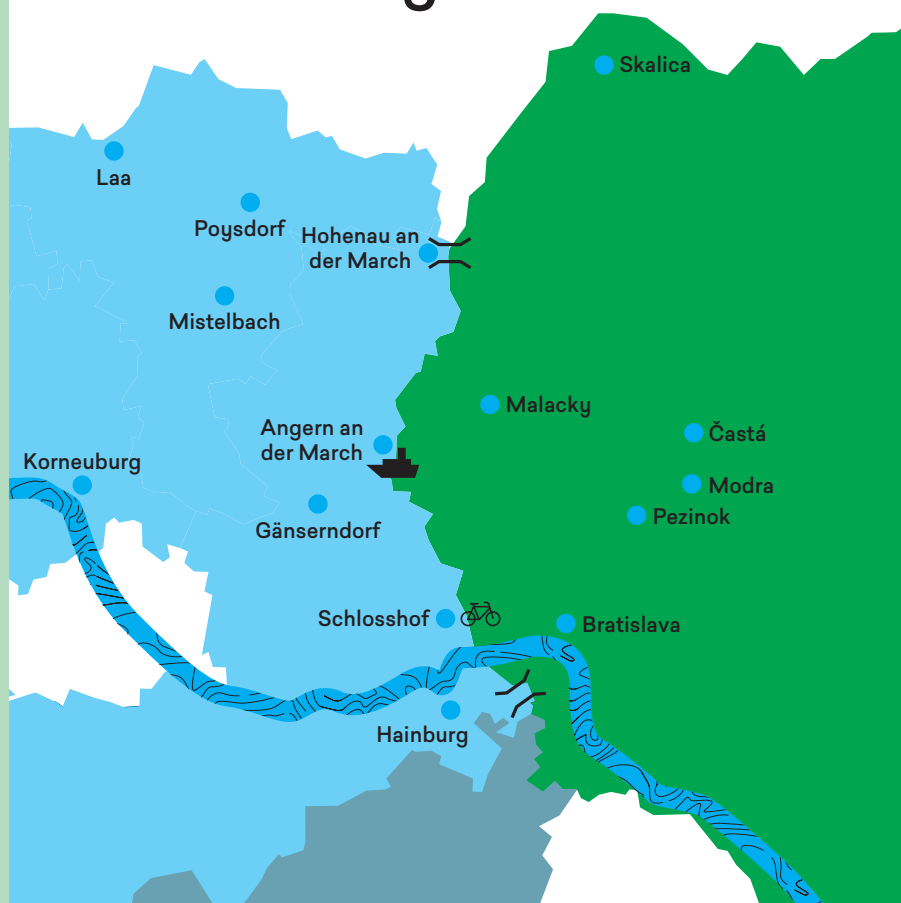 Skalica
Laa
Poysdorf
Hohenau an
der March
Mistelbach
Malacky
Angern an
der March
Častá
Korneuburg
Modra
Gänserndorf
Pezinok
Schlosshof
Bratislava
Hainburg